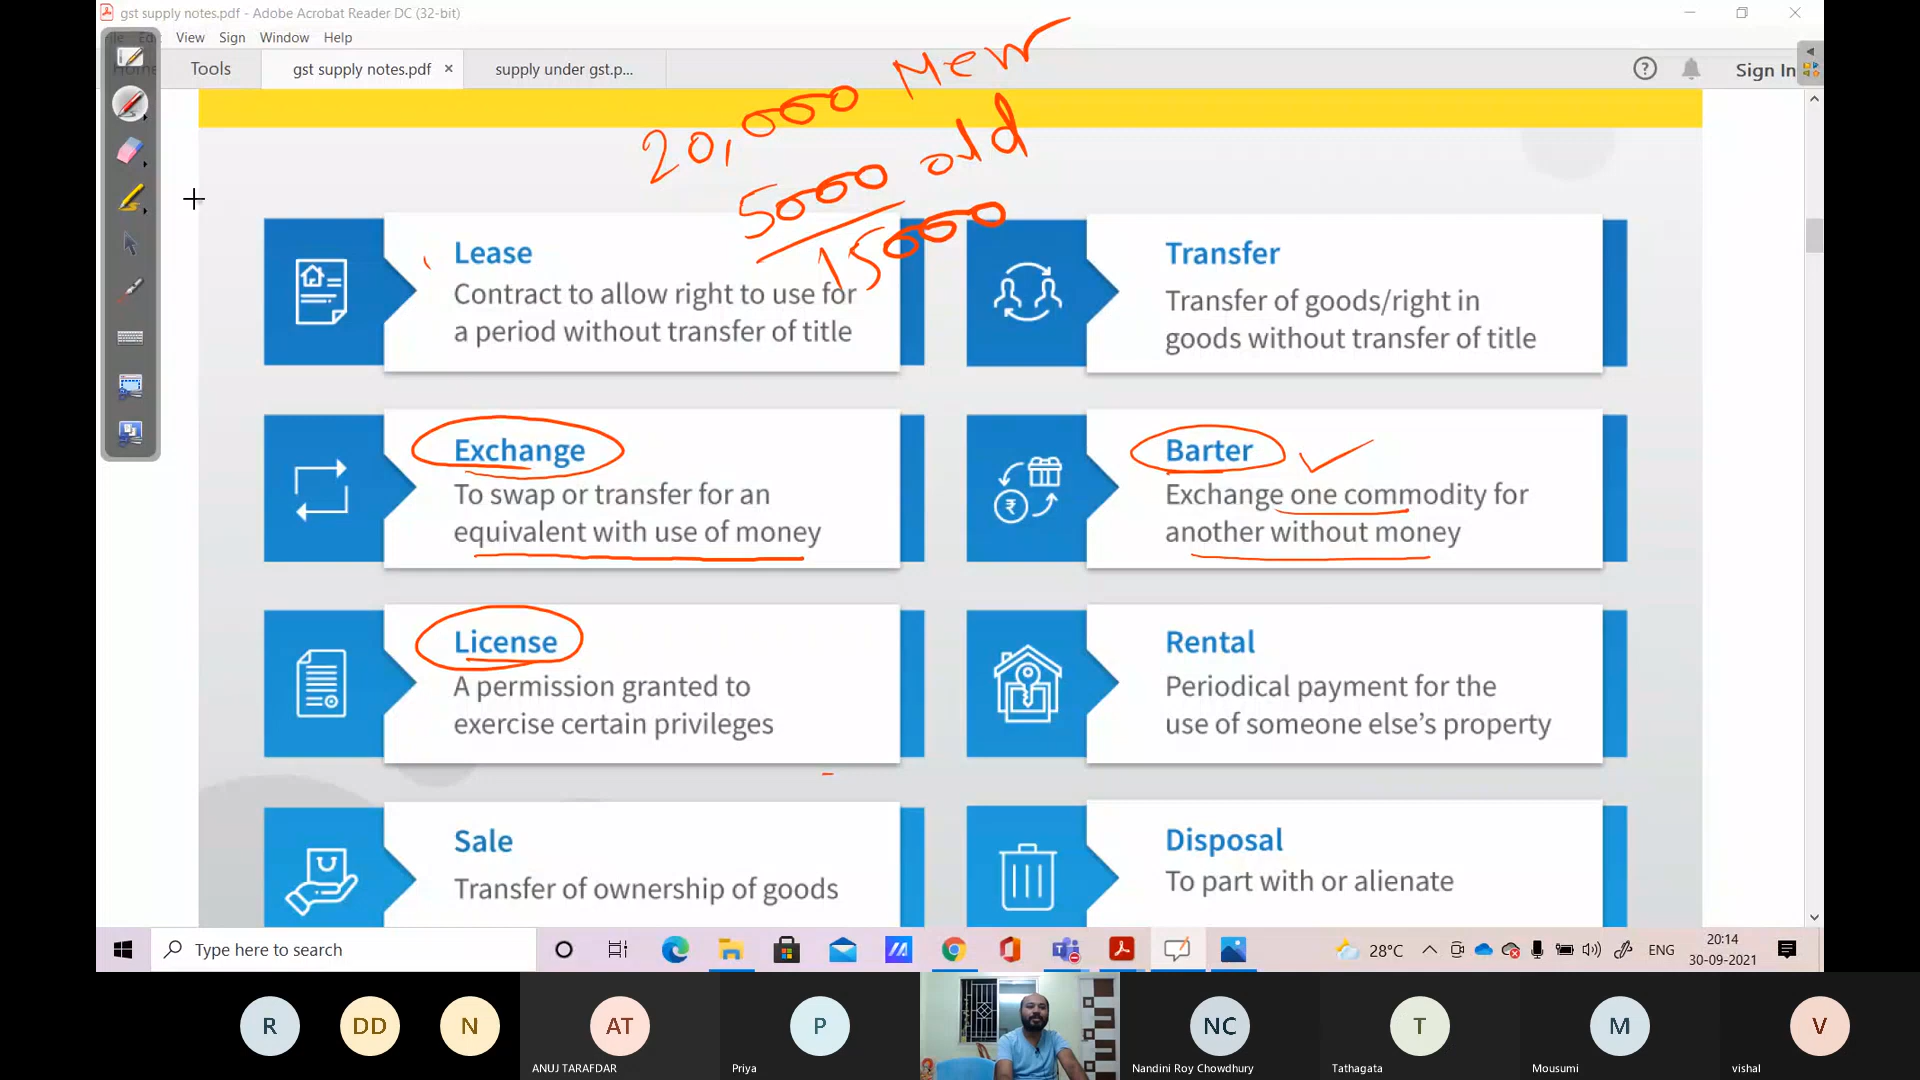 gst supply notes.pdf - Adobe Acrobat Reader DC (32-bit)
View Sign Window Help
Tools
gst supply notes.pdf
supply under gst.p...
Sign In
20,000 New
5000 old
15000
Lease
Contract to allow right to use for
a period without transfer of title
Transfer
Transfer of goods/right in
goods without transfer of title
Exchange
To swap or transfer for an
equivalent with use of money
Barter
Exchange one commodity for
another without money
License
A permission granted to
exercise certain privileges
Rental
Periodical payment for the
use of someone else's property
Sale
Transfer of ownership of goods
Disposal
To part with or alienate
Type here to search
28°C
ENG
20:14
30-09-2021
R
DD
N
AT
P
NC
T
M
V
ANUJ TARAFDAR
Priya
Nandini Roy Chowdhury
Tathagata
Mousumi
vishal